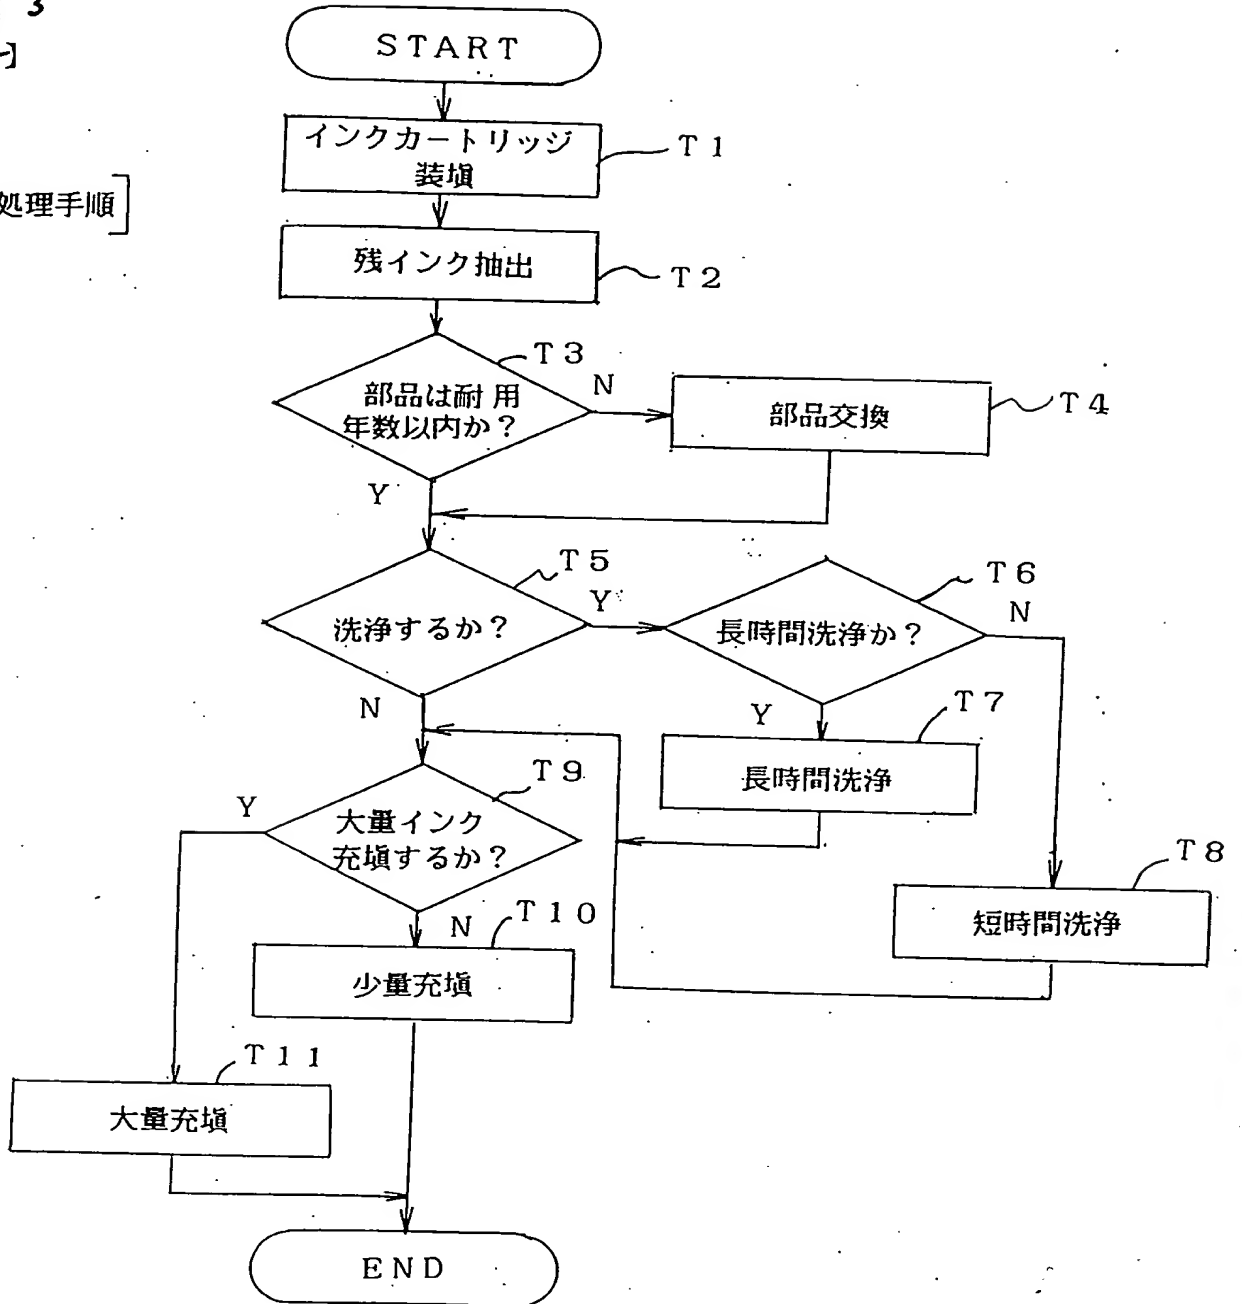 3
処理手順]
START
インクカートリッジ
装填
T1
残インク抽出
T2
T3
部品は耐用
年数以内か?
N
部品交換
T4
Y
T5
洗浄するか?
Y
T6
長時間洗浄か?
N
N
Y
T7
長時間洗浄
T9
大量インク
充填するか?
Y
T8
短時間洗浄
N
T10
少量充填
T11
大量充填
END